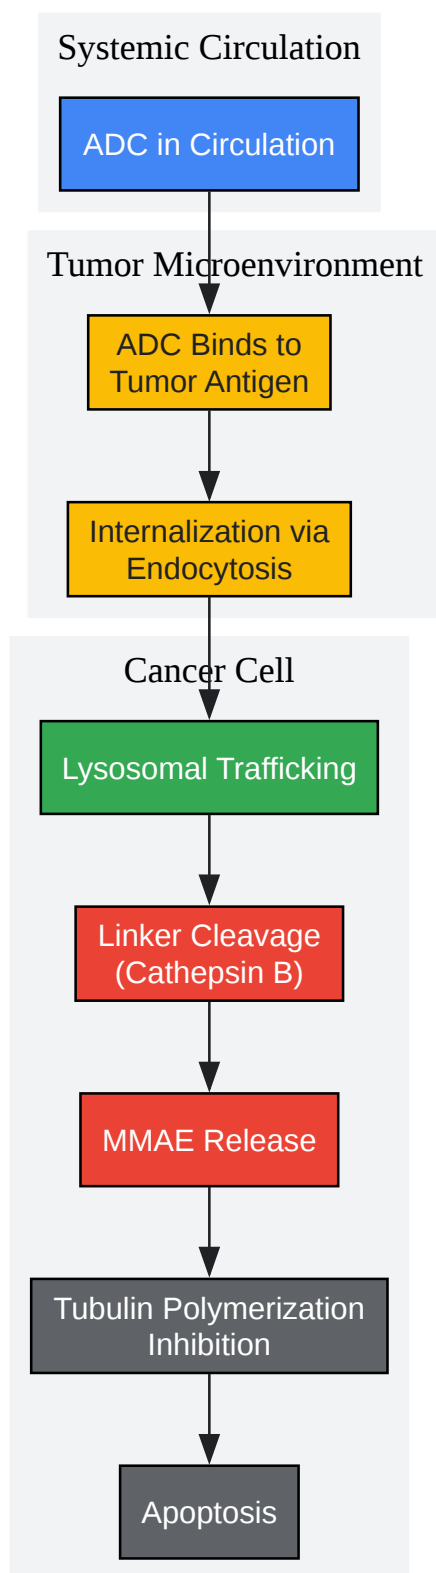 Systemic Circulation
ADC in Circulation
Tumor Microenvironment
ADC Binds to
Tumor Antigen
Internalization via
Endocytosis
Cancer Cell
Lysosomal Trafficking
Linker Cleavage
(Cathepsin B)
MMAE Release
Tubulin Polymerization
Inhibition
Apoptosis